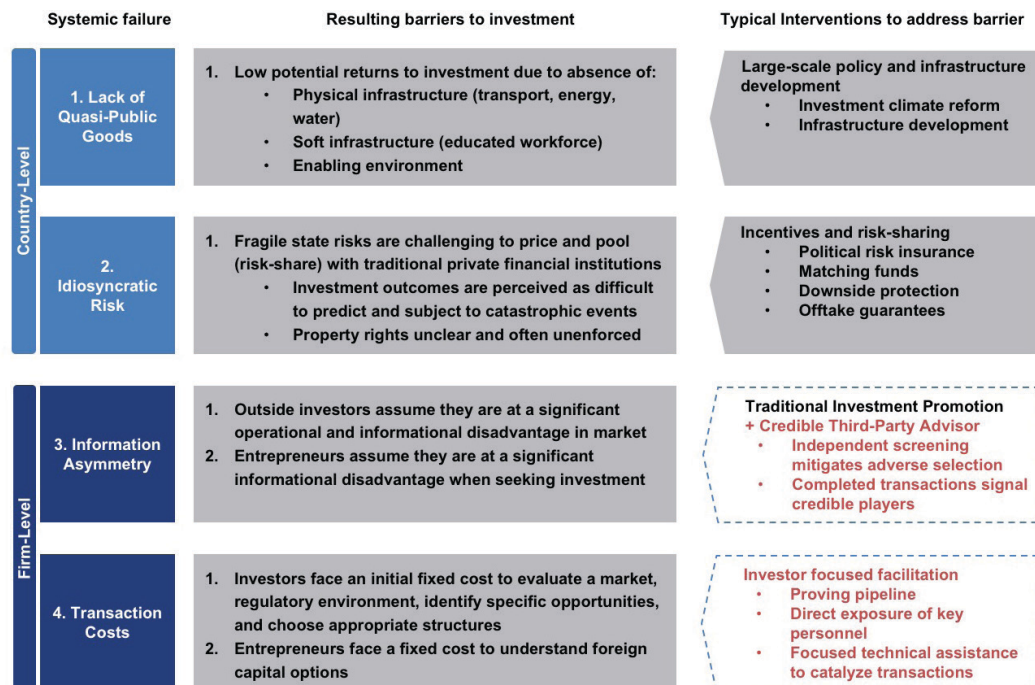 Systemic failure
Resulting barriers to investment
Typical Interventions to address barrier
Country-Level
1. Lack of
Quasi-Public
Goods
1. Low potential returns to investment due to absence of:
• Physical infrastructure (transport, energy,
water)
• Soft infrastructure (educated workforce)
• Enabling environment
Large-scale policy and infrastructure
development
• Investment climate reform
• Infrastructure development
2.
Idiosyncratic
Risk
1. Fragile state risks are challenging to price and pool
(risk-share) with traditional private financial institutions
• Investment outcomes are perceived as difficult
to predict and subject to catastrophic events
• Property rights unclear and often unenforced
Incentives and risk-sharing
• Political risk insurance
• Matching funds
• Downside protection
• Offtake guarantees
Firm-Level
3. Information
Asymmetry
1. Outside investors assume they are at a significant
operational and informational disadvantage in market
2. Entrepreneurs assume they are at a significant
informational disadvantage when seeking investment
Traditional Investment Promotion
+ Credible Third-Party Advisor
• Independent screening
mitigates adverse selection
• Completed transactions signal
credible players
4. Transaction
Costs
1. Investors face an initial fixed cost to evaluate a market,
regulatory environment, identify specific opportunities,
and choose appropriate structures
2. Entrepreneurs face a fixed cost to understand foreign
capital options
Investor focused facilitation
• Proving pipeline
• Direct exposure of key
personnel
• Focused technical assistance
to catalyze transactions